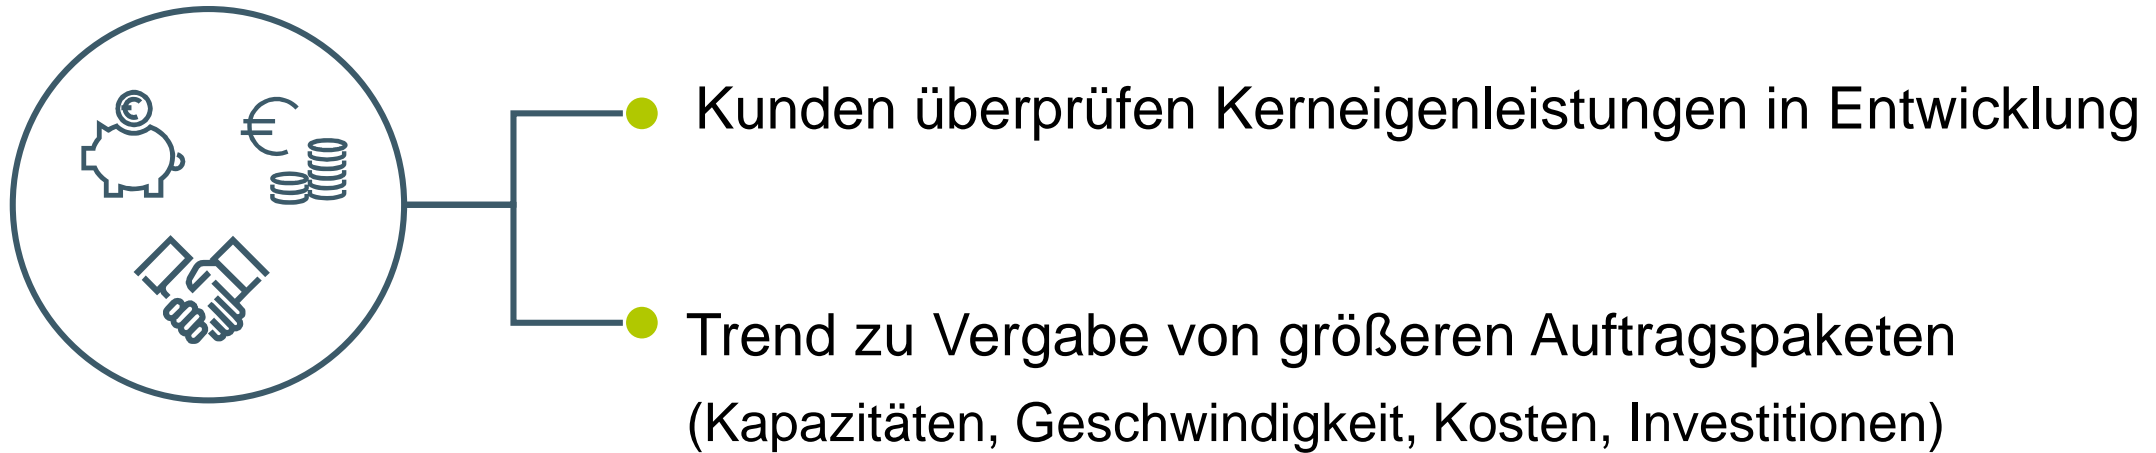 Kunden überprüfen Kerneigenleistungen in Entwicklung
Trend zu Vergabe von größeren Auftragspaketen
(Kapazitäten, Geschwindigkeit, Kosten, Investitionen)